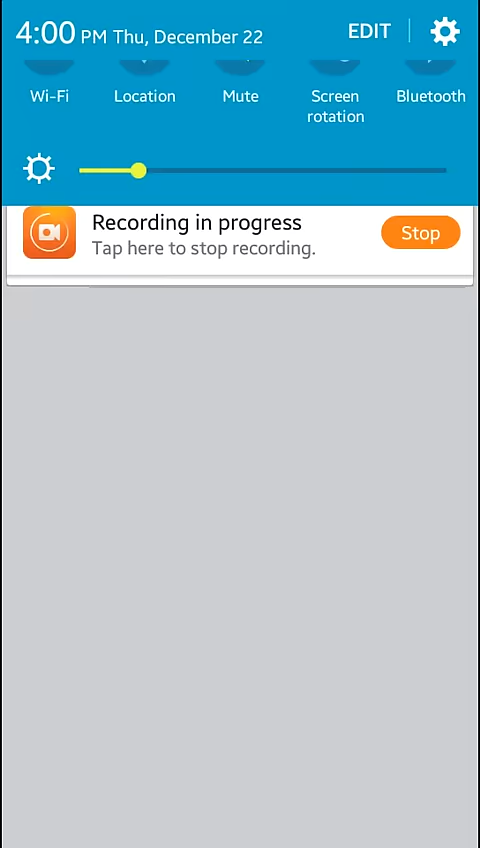 4:00 PM Thu, December 22 EDIT
Wi-Fi Location Mute Screen rotation Bluetooth
Recording in progress
Tap here to stop recording.
Stop